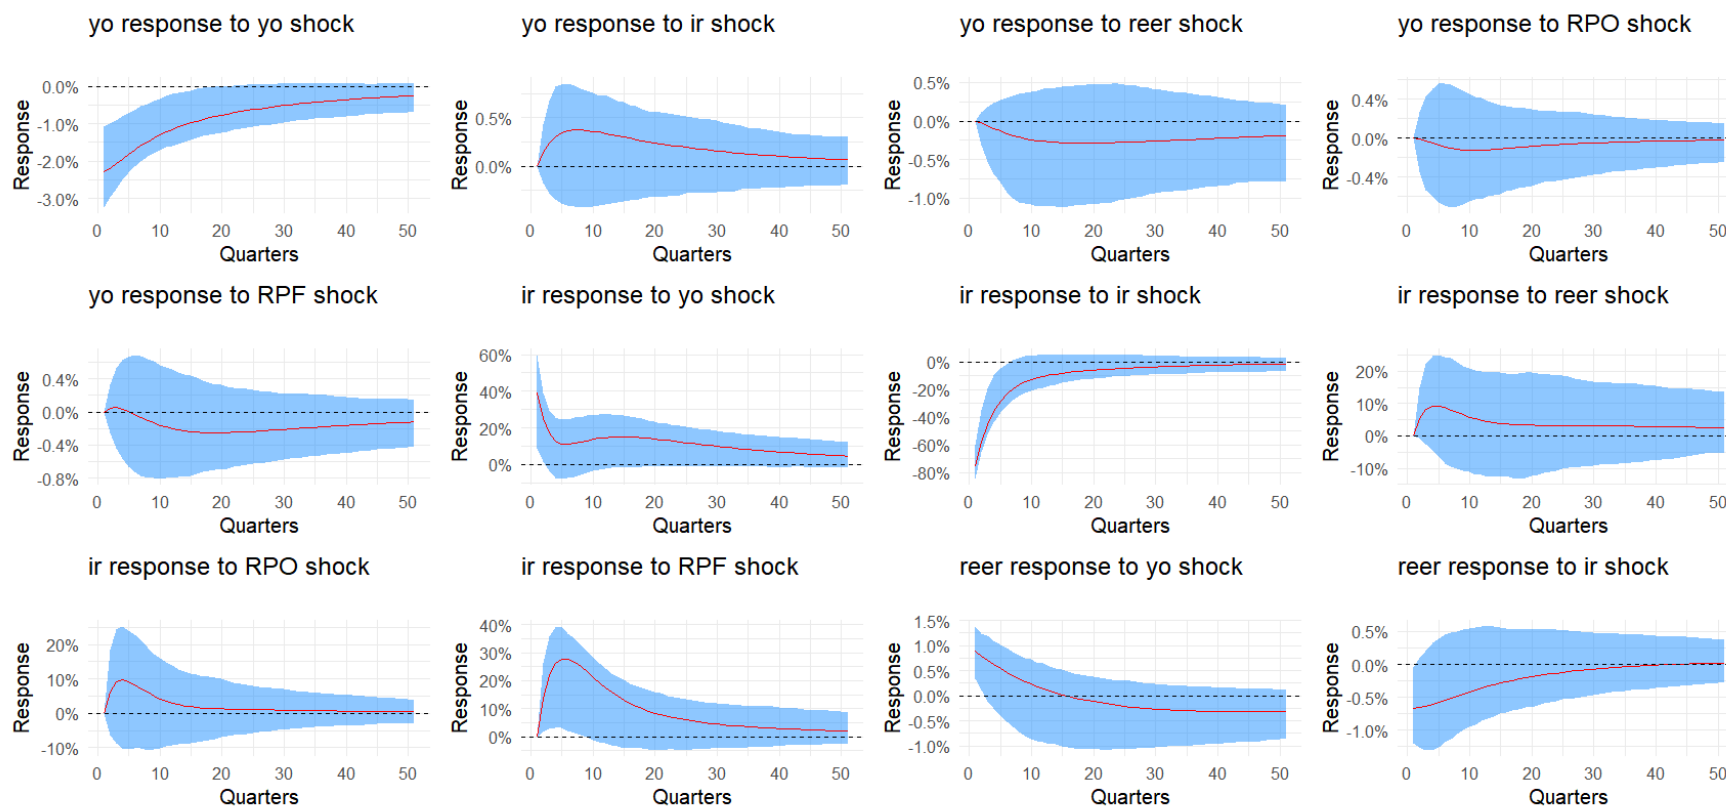 yo response to yo shock
0.0%
-1.0%
-2.0%
-3.0%
Response
0 10 20 30 40 50
Quarters
yo response to ir shock
0.5%
0.0%
Response
0 10 20 30 40 50
Quarters
yo response to reer shock
0.5%
0.0%
-0.5%
-1.0%
Response
0 10 20 30 40 50
Quarters
yo response to RPO shock
0.4%
0.0%
-0.4%
Response
0 10 20 30 40 50
Quarters
yo response to RPF shock
0.4%
0.0%
-0.4%
-0.8%
Response
0 10 20 30 40 50
Quarters
ir response to yo shock
60%
40%
20%
0%
Response
0 10 20 30 40 50
Quarters
ir response to ir shock
0%
-20%
-40%
-60%
-80%
Response
0 10 20 30 40 50
Quarters
ir response to reer shock
20%
10%
0%
-10%
Response
0 10 20 30 40 50
Quarters
ir response to RPO shock
20%
10%
0%
-10%
Response
0 10 20 30 40 50
Quarters
ir response to RPF shock
40%
30%
20%
10%
0%
Response
0 10 20 30 40 50
Quarters
reer response to yo shock
1.5%
1.0%
0.5%
0.0%
-0.5%
-1.0%
Response
0 10 20 30 40 50
Quarters
reer response to ir shock
0.5%
0.0%
-0.5%
-1.0%
Response
0 10 20 30 40 50
Quarters